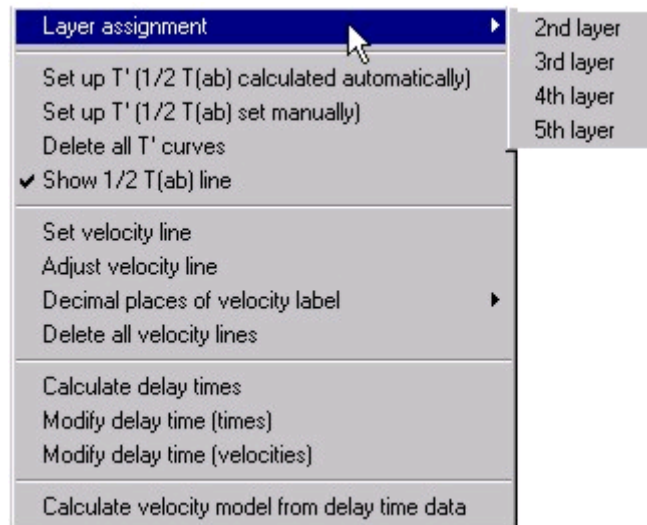 Layer assignment
2nd layer
3rd layer
4th layer
5th layer
Set up T' (1/2 T(ab) calculated automatically)
Set up T' (1/2 T(ab) set manually)
Delete all T' curves
Show 1/2 T(ab) line
Set velocity line
Adjust velocity line
Decimal places of velocity label
Delete all velocity lines
Calculate delay times
Modify delay time (times)
Modify delay time (velocities)
Calculate velocity model from delay time data